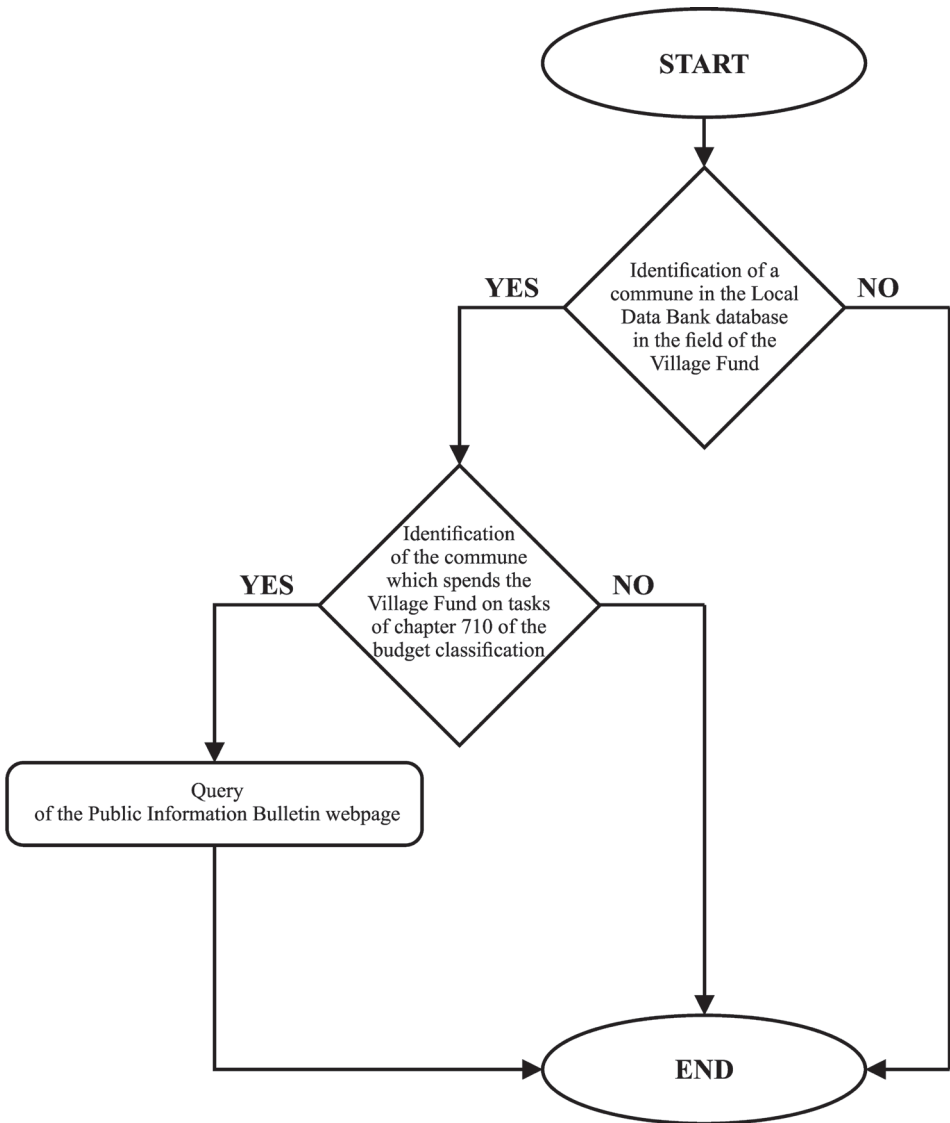 START
Identification of a
commune in the Local
Data Bank database
in the field of the
Village Fund
YES
NO
Identification
of the commune
which spends the
Village Fund on tasks
of chapter 710 of the
budget classification
YES
NO
Query
of the Public Information Bulletin webpage
END